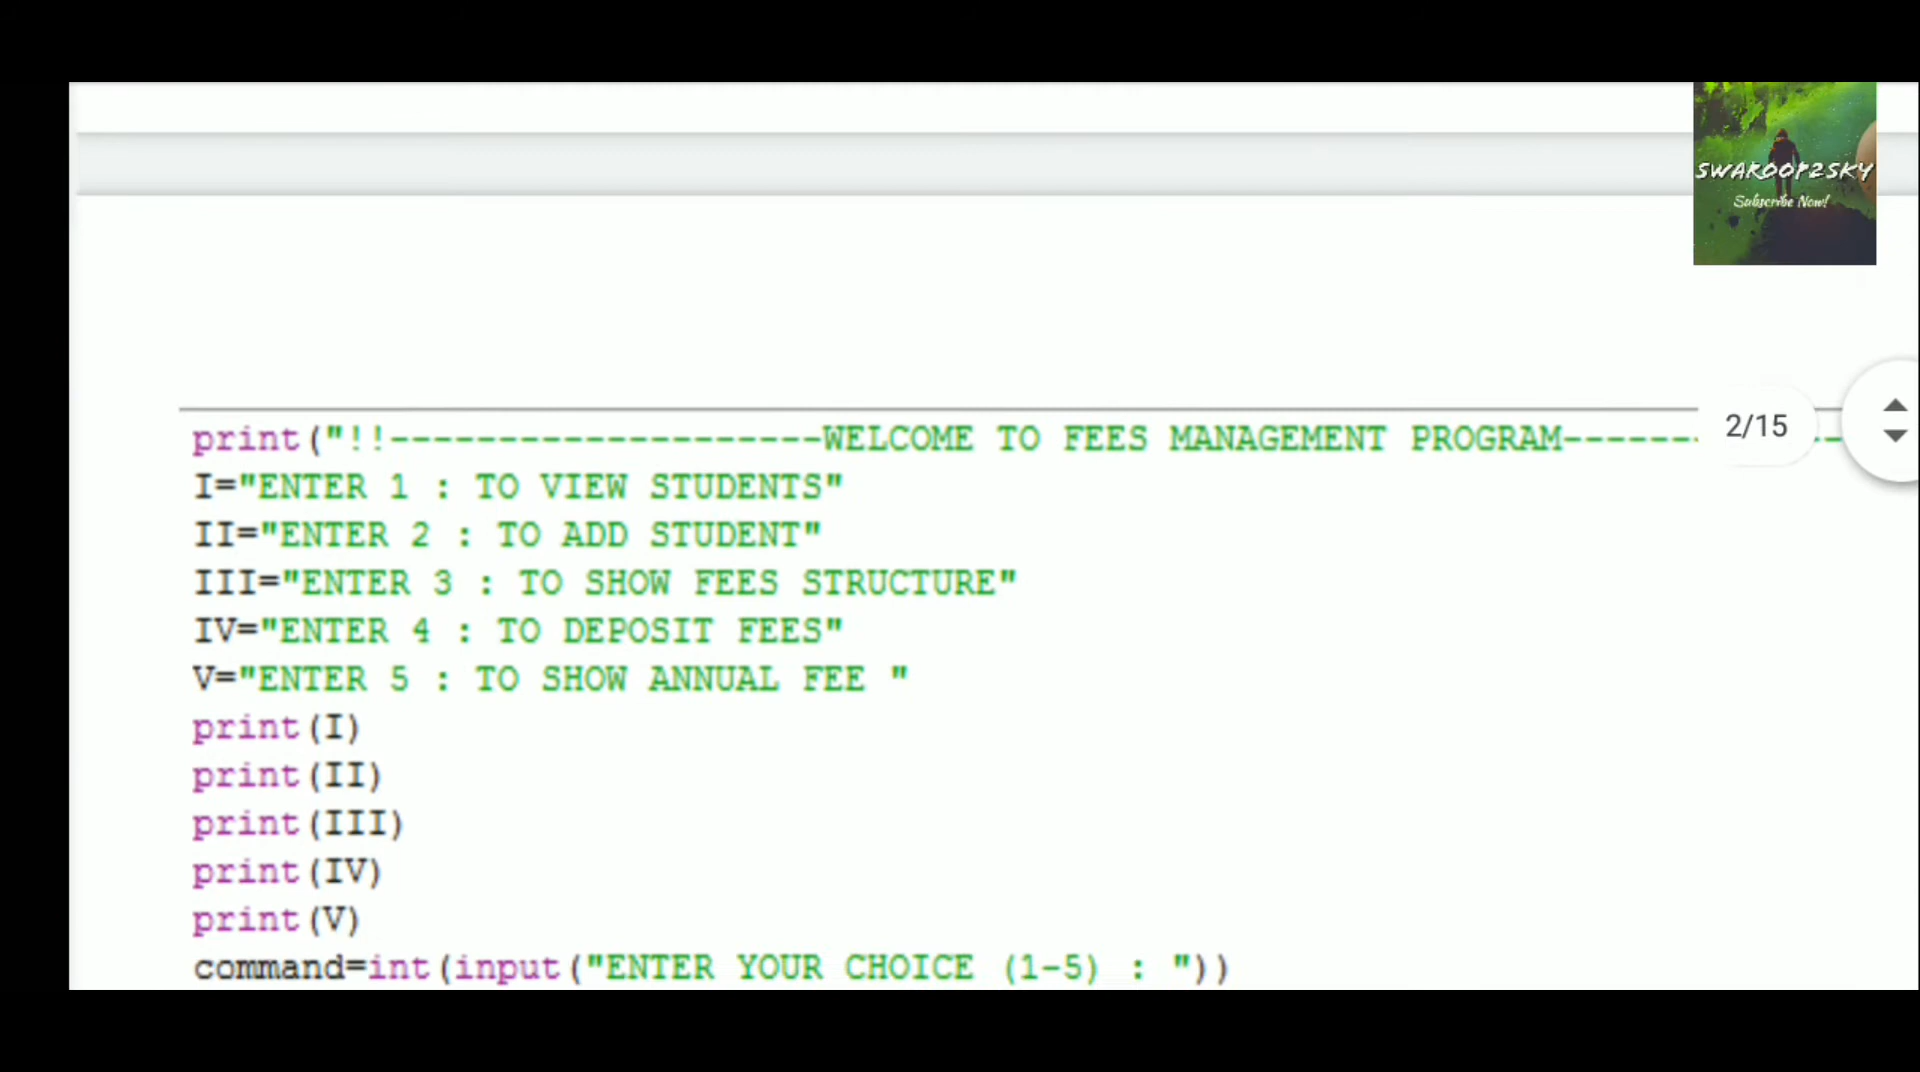 SWAROOP2SKY
Subscribe Now!
2/15
print("!!--------------------WELCOME TO FEES MANAGEMENT PROGRAM------
I="ENTER 1 : TO VIEW STUDENTS"
II="ENTER 2 : TO ADD STUDENT"
III="ENTER 3 : TO SHOW FEES STRUCTURE"
IV="ENTER 4 : TO DEPOSIT FEES"
V="ENTER 5 : TO SHOW ANNUAL FEE "
print(I)
print(II)
print(III)
print(IV)
print(V)
command=int(input("ENTER YOUR CHOICE (1-5) : "))